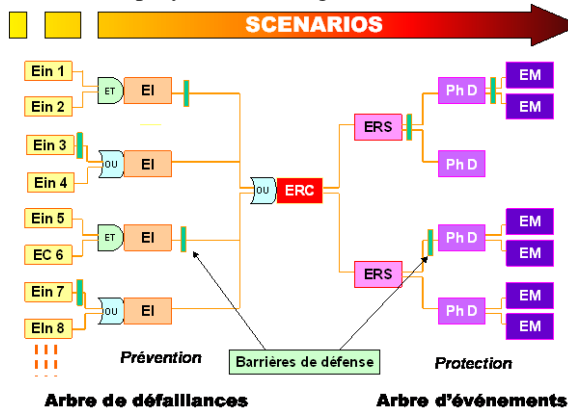 SCENARIOS
Ein 1
Ein 2
ET
EI
Ein 3
Ein 4
OU
EI
Ein 5
EC 6
ET
EI
Ein 7
EIn 8
OU
EI
OU
ERC
ERS
ERS
Ph D
EM
EM
Ph D
Ph D
EM
EM
Ph D
EM
EM
Prévention
Barrières de défense
Protection
Arbre de défaillances
Arbre d'événements